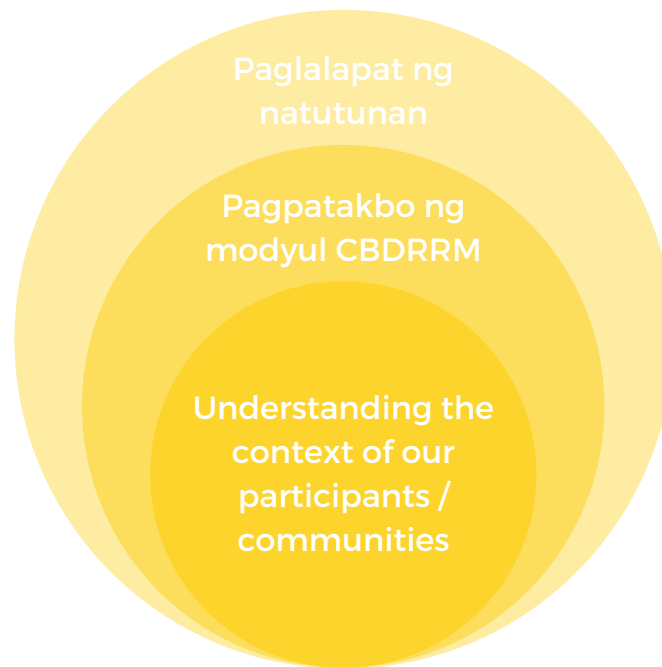 Paglalapat ng
natutunan
Pagpatakbo ng
modyul CBDRRM
Understanding the
context of our
participants /
communities